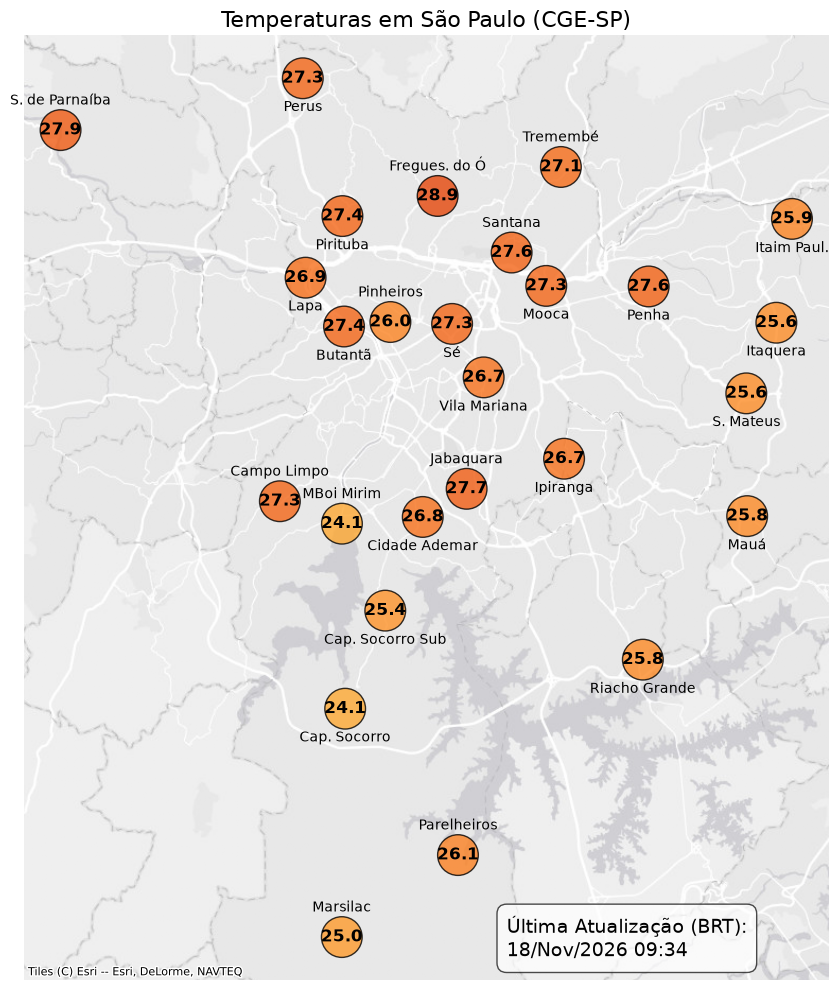 Temperaturas em São Paulo (CGE-SP)
27.3
Perus
S. de Parnaíba
27.9
Tremembé
27.1
Fregues. do Ó
28.9
27.4
Pirituba
25.9
Itaim Paul.
Santana
27.6
26.9
Lapa
27.3
Mooca
27.6
Penha
Pinheiros
26.0
27.4
Butantã
27.3
Sé
25.6
Itaquera
26.7
Vila Mariana
25.6
S. Mateus
26.7
Ipiranga
Jabaquara
27.7
Campo Limpo
27.3
MBoi Mirim
24.1
26.8
Cidade Ademar
25.8
Mauá
25.4
Cap. Socorro Sub
25.8
Riacho Grande
24.1
Cap. Socorro
Parelheiros
26.1
Marsilac
25.0
Última Atualização (BRT):
18/Nov/2026 09:34
Tiles (C) Esri -- Esri, DeLorme, NAVTEQ